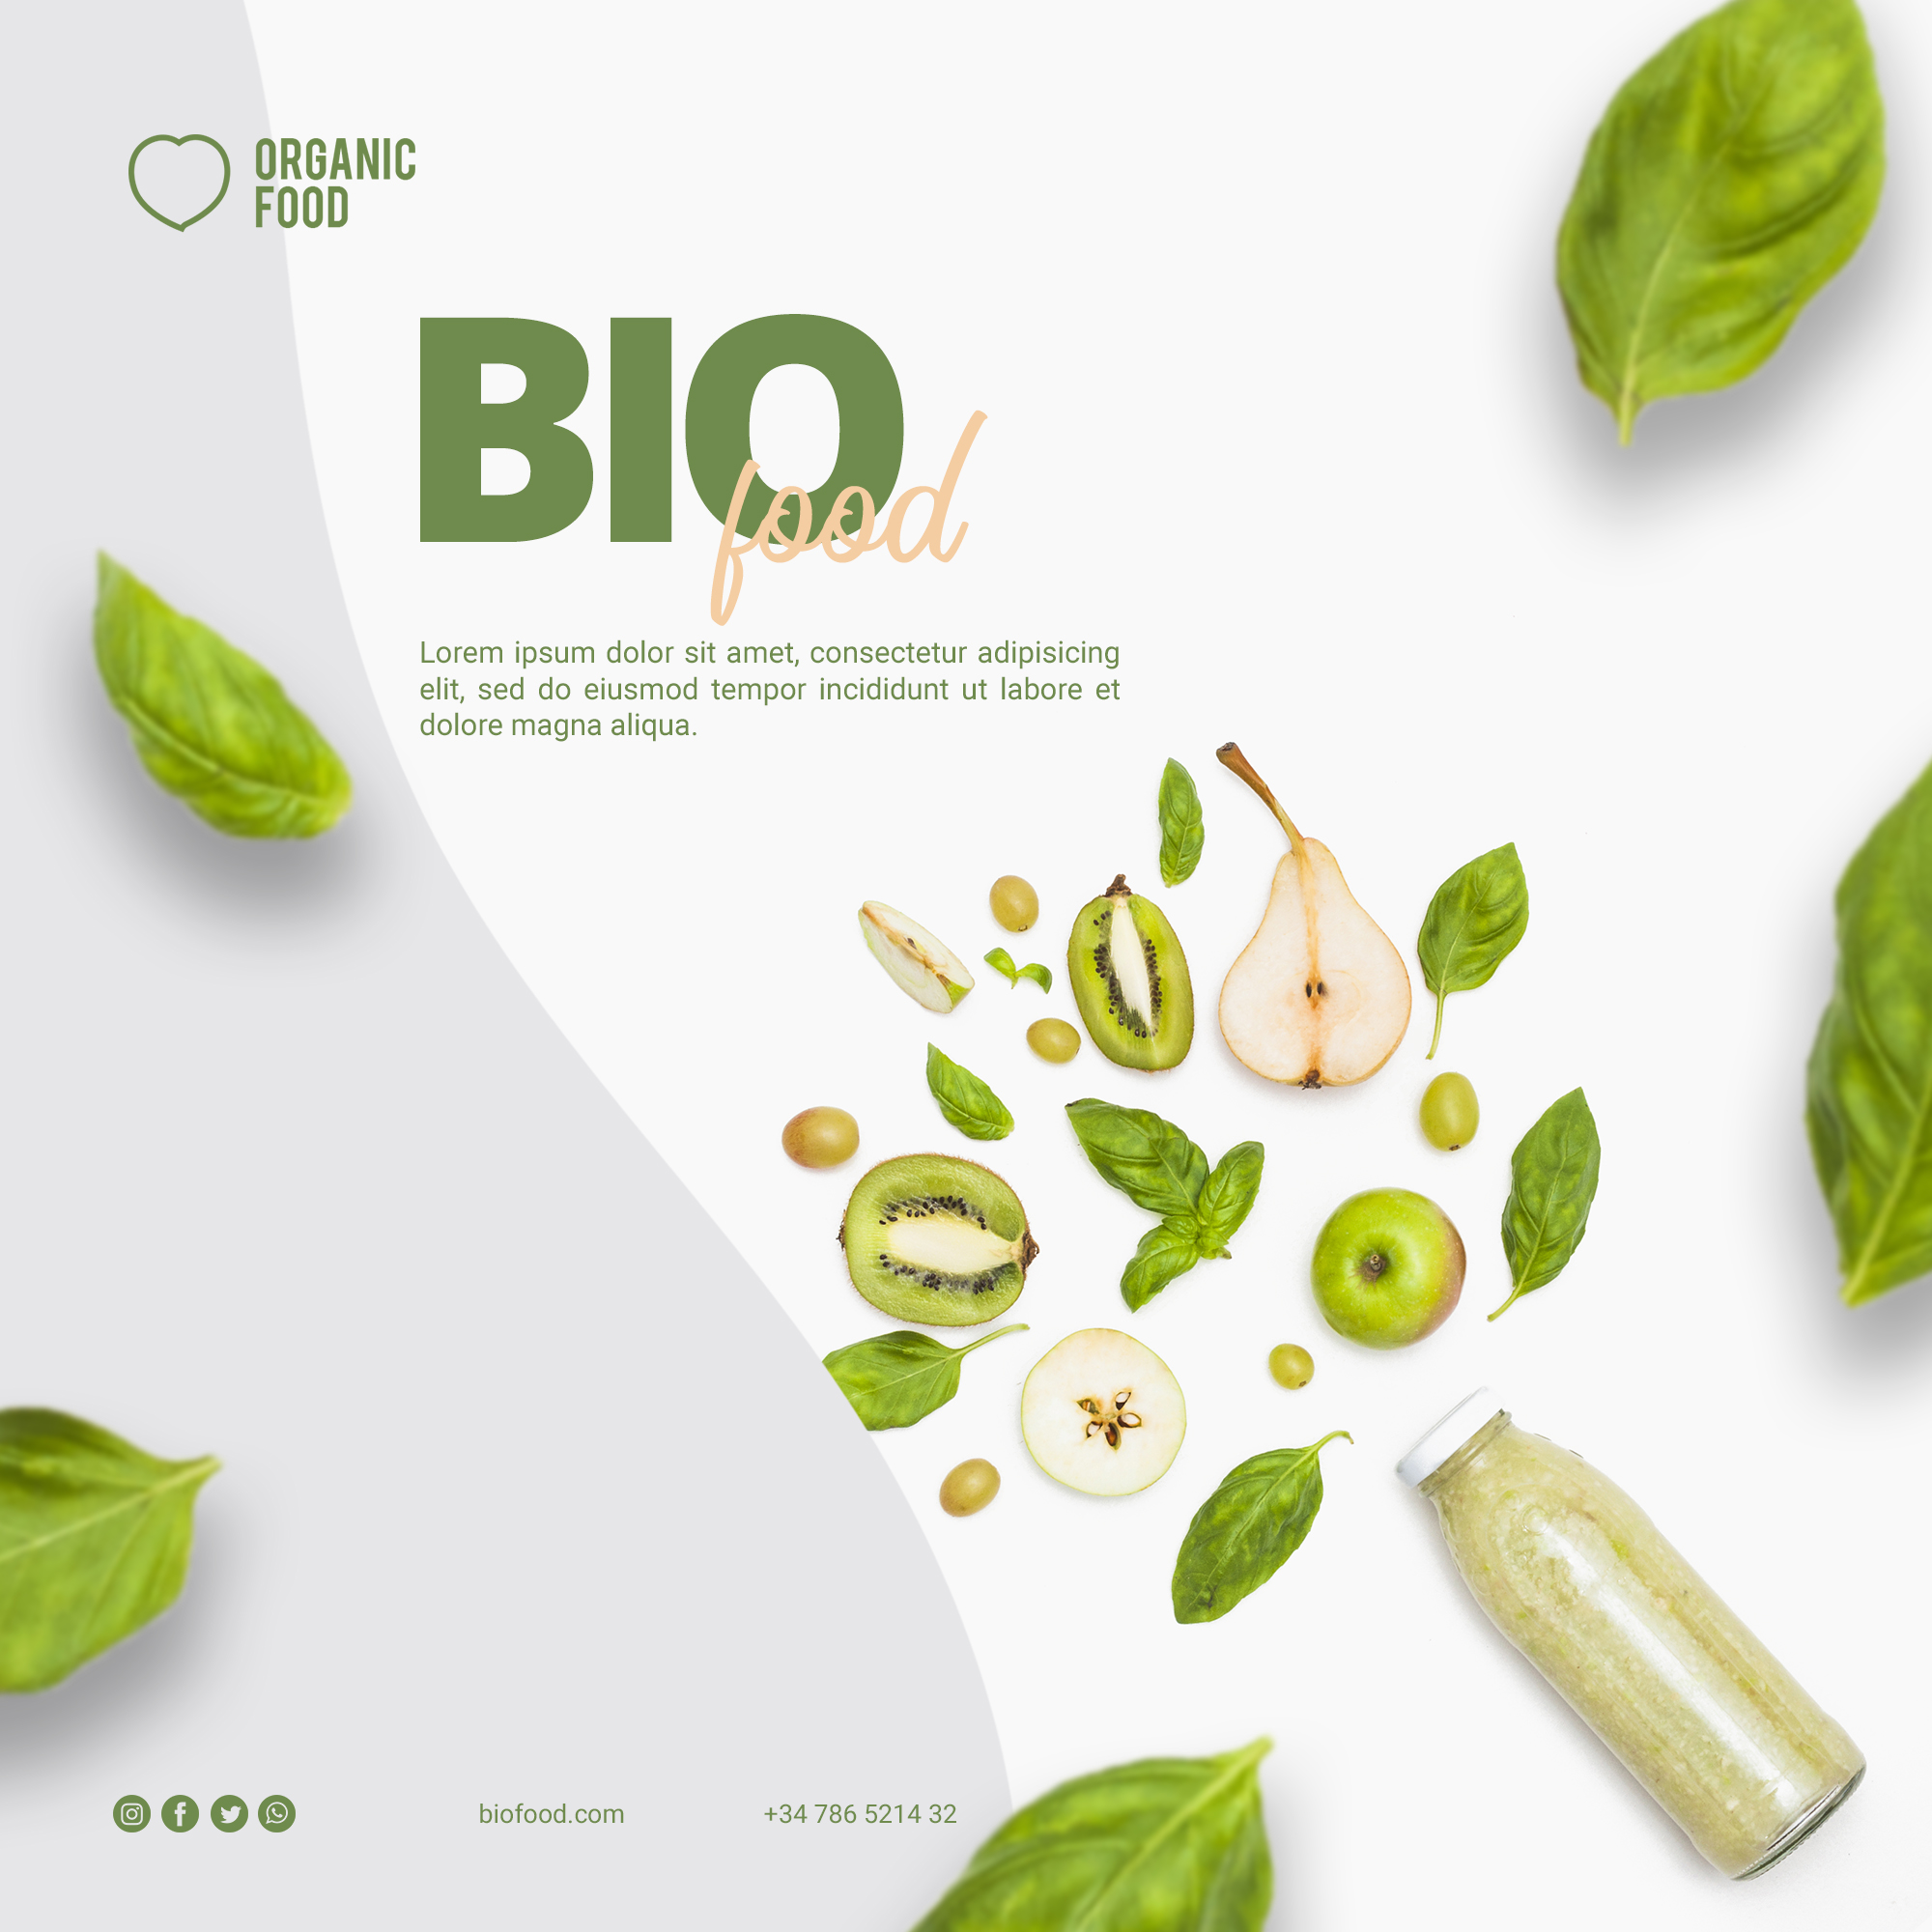 ORGANIC
FOOD
BIO
food
Lorem ipsum dolor sit amet, consectetur adipisicing
elit, sed do eiusmod tempor incididunt ut labore et
dolore magna aliqua.
biofood.com
+34 786 5214 32